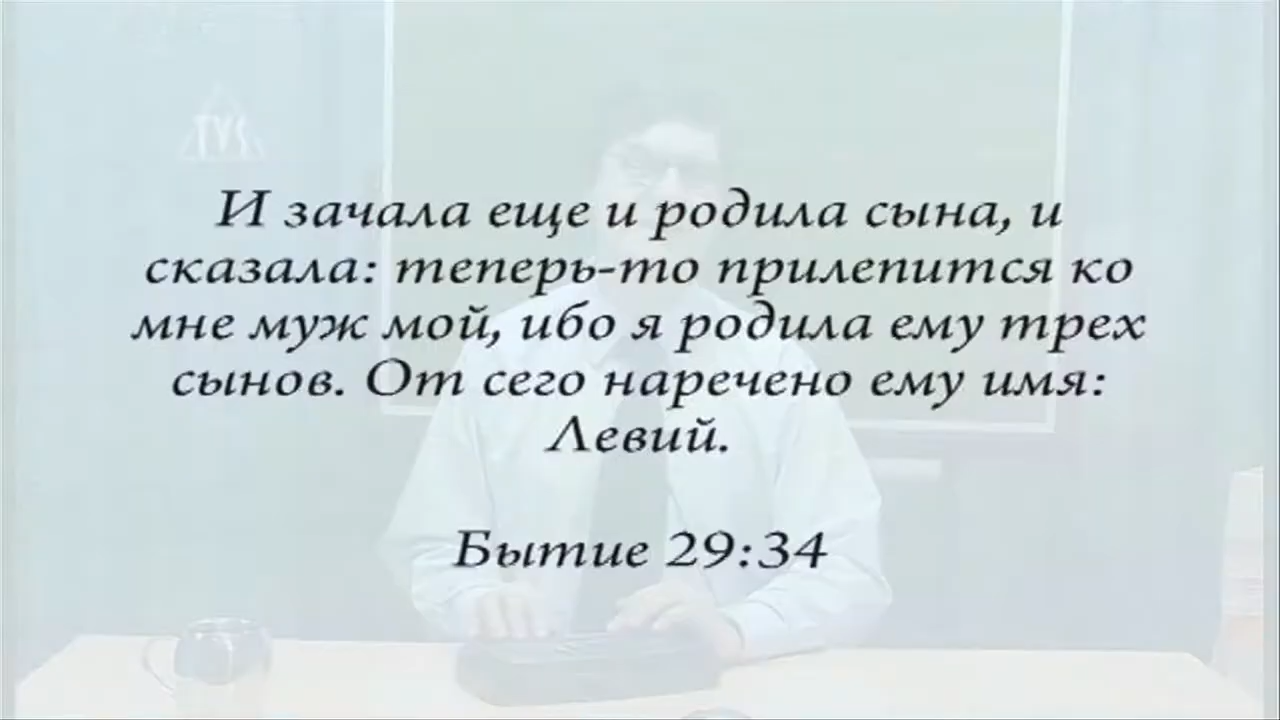 TVS
И зачала еще и родила сына, и
сказала: теперь-то прилепится ко
мне муж мой, ибо я родила ему трех
сынов. От сего наречено ему имя:
Левий.
Бытие 29:34